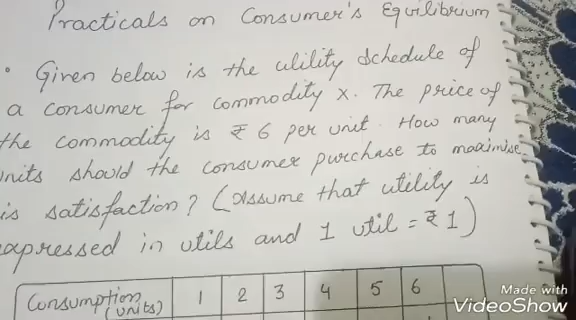 Practicals on Consumer's Equilibrium
Given below is the utility Schedule of
a consumer for commodity x. The price of
the commodity is ₹ 6 per unit. How many
units should the consumer purchase to maximise
is satisfaction? (Assume that utility is
expressed in utils and 1 util = ₹ 1)
Consumption (units) 1 2 3 4 5 6
Made with
VideoShow